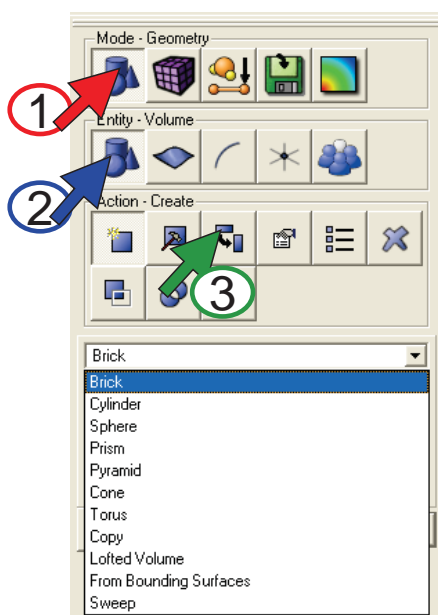 Mode - Geometry
1
Entity - Volume
2
Action - Create
3
Brick
Brick
Cylinder
Sphere
Prism
Pyramid
Cone
Torus
Copy
Lofted Volume
From Bounding Surfaces
Sweep